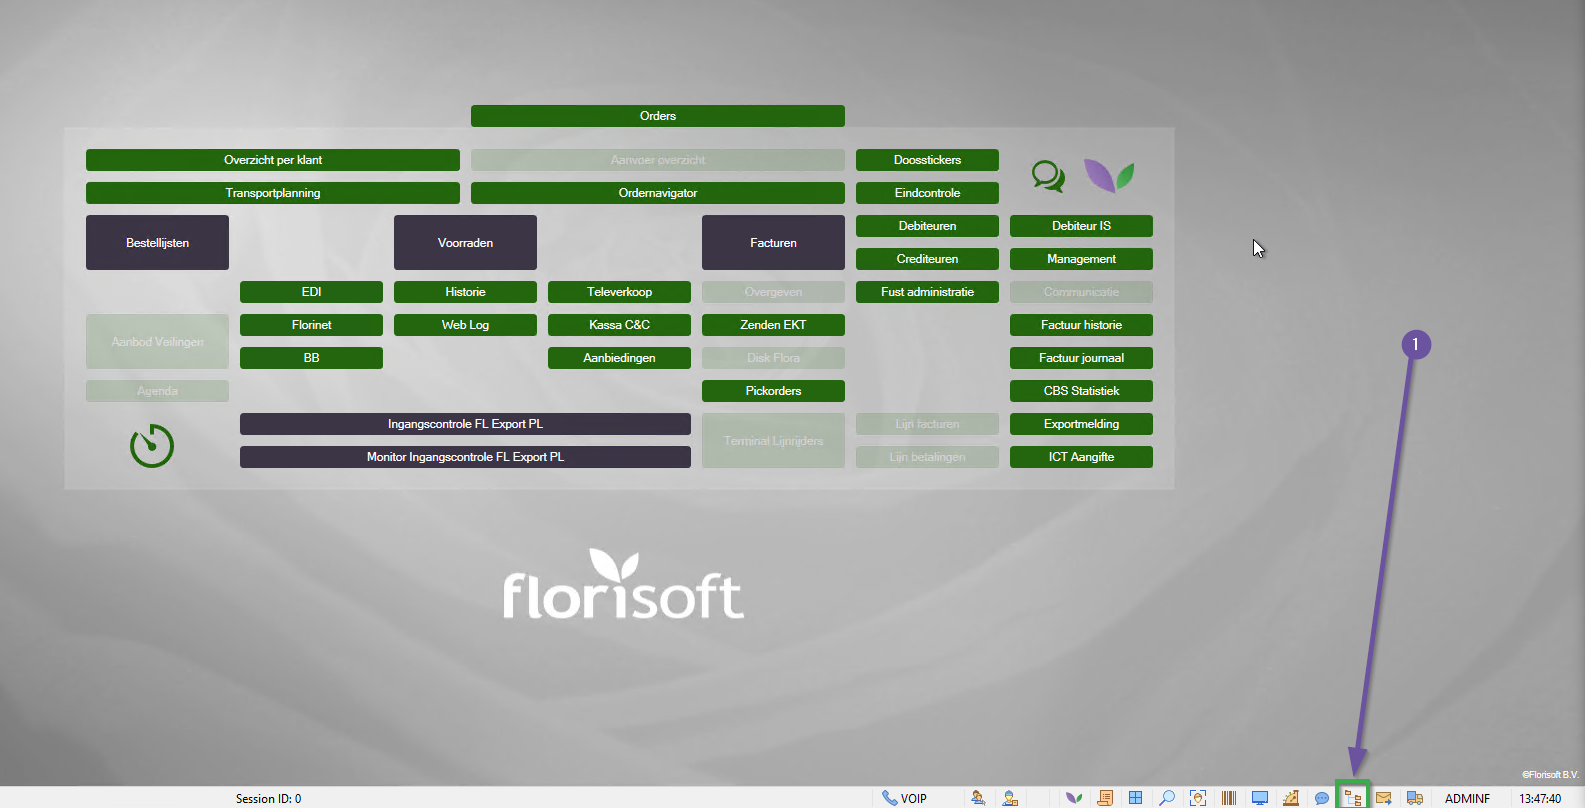 Orders
Overzicht per klant
Aanvoer overzicht
Doosstickers
Transportplanning
Ordernavigator
Eindcontrole
Bestellijsten
Voorraden
Facturen
Debiteuren
Debiteur IS
Crediteuren
Management
EDI
Historie
Televerkoop
Overgeven
Fust administratie
Communicatie
Aanbod Veilingen
Florinet
Web Log
Kassa C&C
Zenden EKT
Factuur historie
BB
Aanbiedingen
Disk Flora
Factuur journaal
Agenda
Pickorders
CBS Statistiek
Ingangscontrole FL Export PL
Terminal Lijnrijders
Lijn facturen
Exportmelding
Monitor Ingangscontrole FL Export PL
Lijn betalingen
ICT Aangifte
1
florisoft
©Florisoft B.V.
Session ID: 0
VOIP
ADMINF
13:47:40